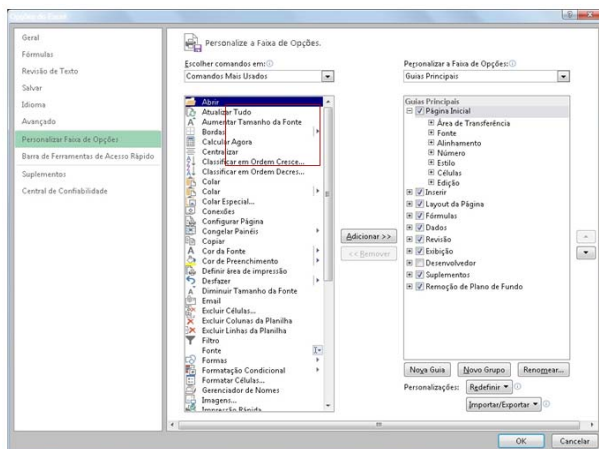 Opções do Excel
Geral
Fórmulas
Revisão de Texto
Salvar
Idioma
Avançado
Personalizar Faixa de Opções
Barra de Ferramentas de Acesso Rápido
Suplementos
Central de Confiabilidade
Personalize a Faixa de Opções.
Escolher comandos em:
Comandos Mais Usados
Abrir
Atualizar Tudo
Aumentar Tamanho da Fonte
Bordas
Calcular Agora
Centralizar
Classificar em Ordem Cresce...
Classificar em Ordem Decres...
Colar
Colar
Colar Especial...
Conexões
Configurar Página
Congelar Painéis
Copiar
Cor da Fonte
Cor de Preenchimento
Definir área de impressão
Desfazer
Diminuir Tamanho da Fonte
Email
Excluir Células...
Excluir Colunas da Planilha
Excluir Linhas da Planilha
Filtro
Fonte
Formas
Formatação Condicional
Formatar Células...
Gerenciador de Nomes
Imagens...
Impressão Rápida
Adicionar >>
<< Remover
Personalizar a Faixa de Opções:
Guias Principais
Guias Principais
Página Inicial
Área de Transferência
Fonte
Alinhamento
Número
Estilo
Células
Edição
Inserir
Layout da Página
Fórmulas
Dados
Revisão
Exibição
Desenvolvedor
Suplementos
Remoção de Plano de Fundo
Nova Guia
Novo Grupo
Renomear...
Personalizações:
Redefinir
Importar/Exportar
OK
Cancelar